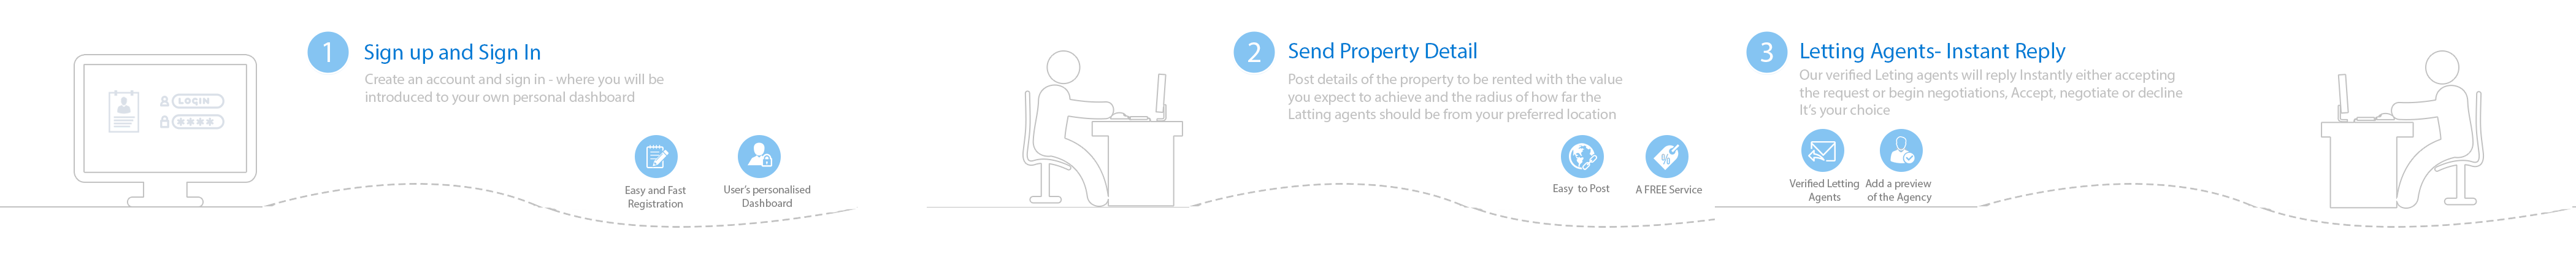 1
Sign up and Sign In
Create an account and sign in - where you will be
introduced to your own personal dashboard
LOGIN
****
Easy and Fast
Registration
User's personalised
Dashboard
2
Send Property Detail
Post details of the property to be rented with the value
you expect to achieve and the radius of how far the
Latting agents should be from your preferred location
%
Easy to Post
A FREE Service
3
Letting Agents- Instant Reply
Our verified Leting agents will reply Instantly either accepting
the request or begin negotiations, Accept, negotiate or decline
It's your choice
Verified Letting
Agents
Add a preview
of the Agency